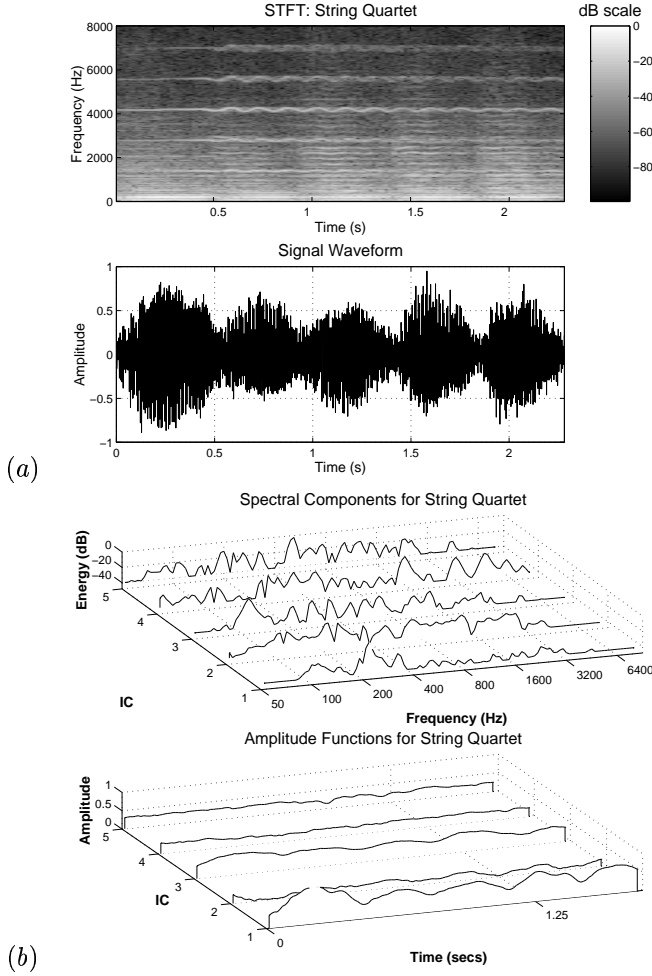 STFT: String Quartet
dB scale
8000
6000
4000
2000
0
Frequency (Hz)
0.5
1
1.5
2
Time (s)
0
−20
−40
−60
−80
Signal Waveform
1
0.5
0
−0.5
−1
Amplitude
0
0.5
1
1.5
2
Time (s)
(a)
Spectral Components for String Quartet
Energy (dB)
0
−20
−40
5
4
3
2
1
IC
50
100
200
400
800
1600
3200
6400
Frequency (Hz)
Amplitude Functions for String Quartet
Amplitude
1
0.5
0
5
4
3
2
1
IC
0
1.25
Time (secs)
(b)